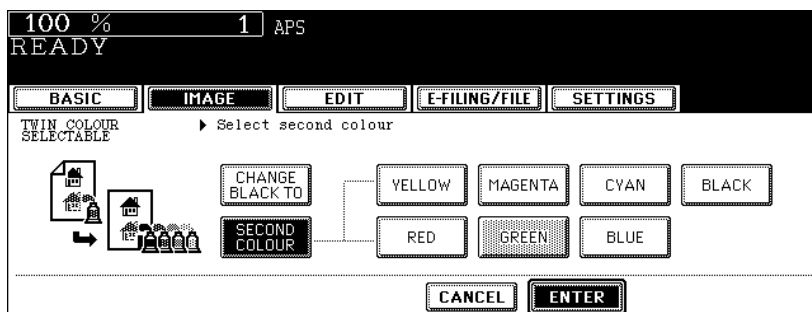 100 % 1 APS
READY
BASIC IMAGE EDIT E-FILING/FILE SETTINGS
TWIN COLOUR
SELECTABLE
Select second colour
CHANGE
BLACK TO
YELLOW MAGENTA CYAN BLACK
SECOND
COLOUR
RED GREEN BLUE
CANCEL ENTER